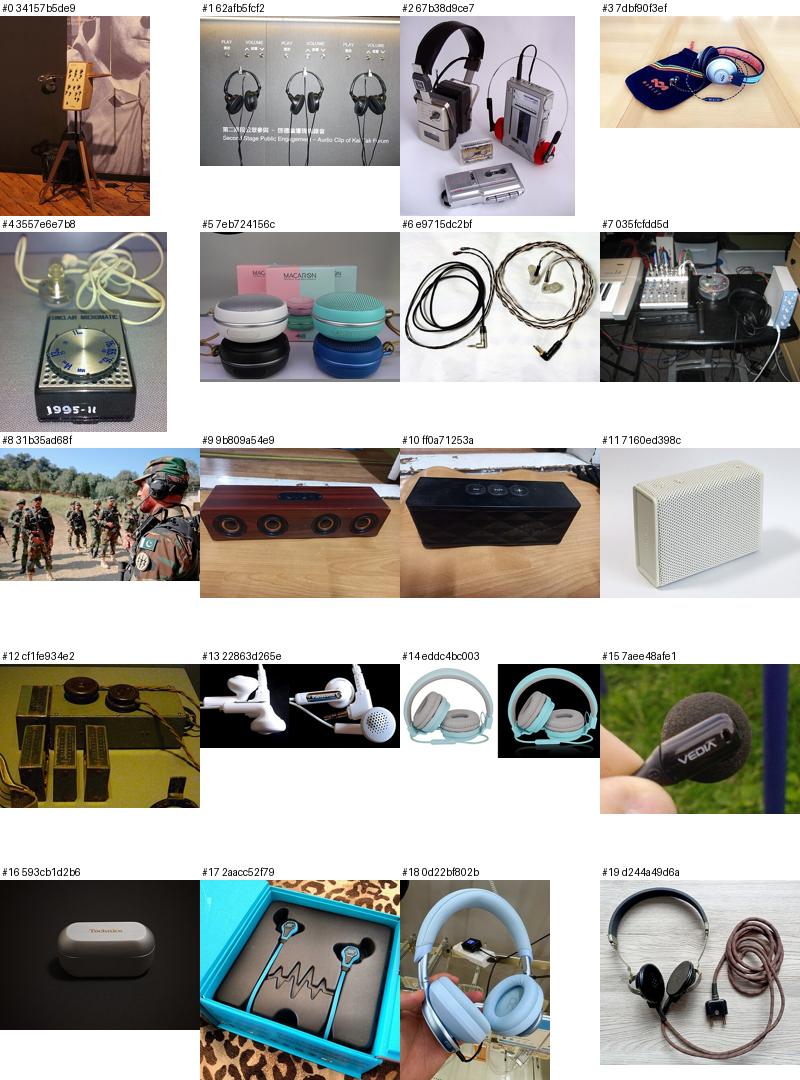 #0 34157b5de9
#1 62afb5fcf2
#2 67b38d9ce7
#3 7dbf90f3ef
PLAY VOLUME PLAY VOLUME PLAY VOLUME
Second Stage Public Engagement – Audio Clip of Kai Tak Forum
#4 3557e6e7b8
#5 7eb724156c
#6 e9715dc2bf
#7 035fcfdd5d
SINCLAIR MICROMATIC
1995-11
MACARON
#8 31b35ad68f
#9 9b809a54e9
#10 ff0a71253a
#11 7160ed398c
#12 cf1fe934e2
#13 22863d265e
#14 eddc4bc003
#15 7aee48afe1
VEDIA
#16 593cb1d2b6
#17 2aacc52f79
#18 0d22bf802b
#19 d244a49d6a
Technics